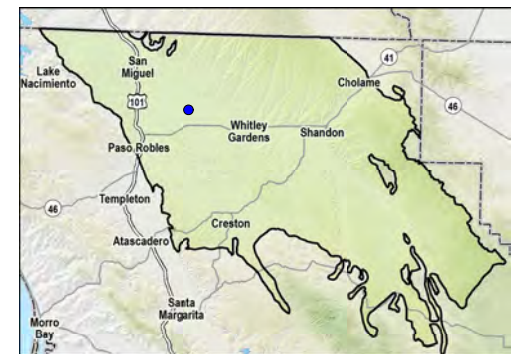 San
Miguel
Lake
Nacimiento
41
Cholame
101
46
Whitley
Gardens
Shandon
Paso Robles
Templeton
46
Creston
Atascadero
Santa
Margarita
Morro
Bay